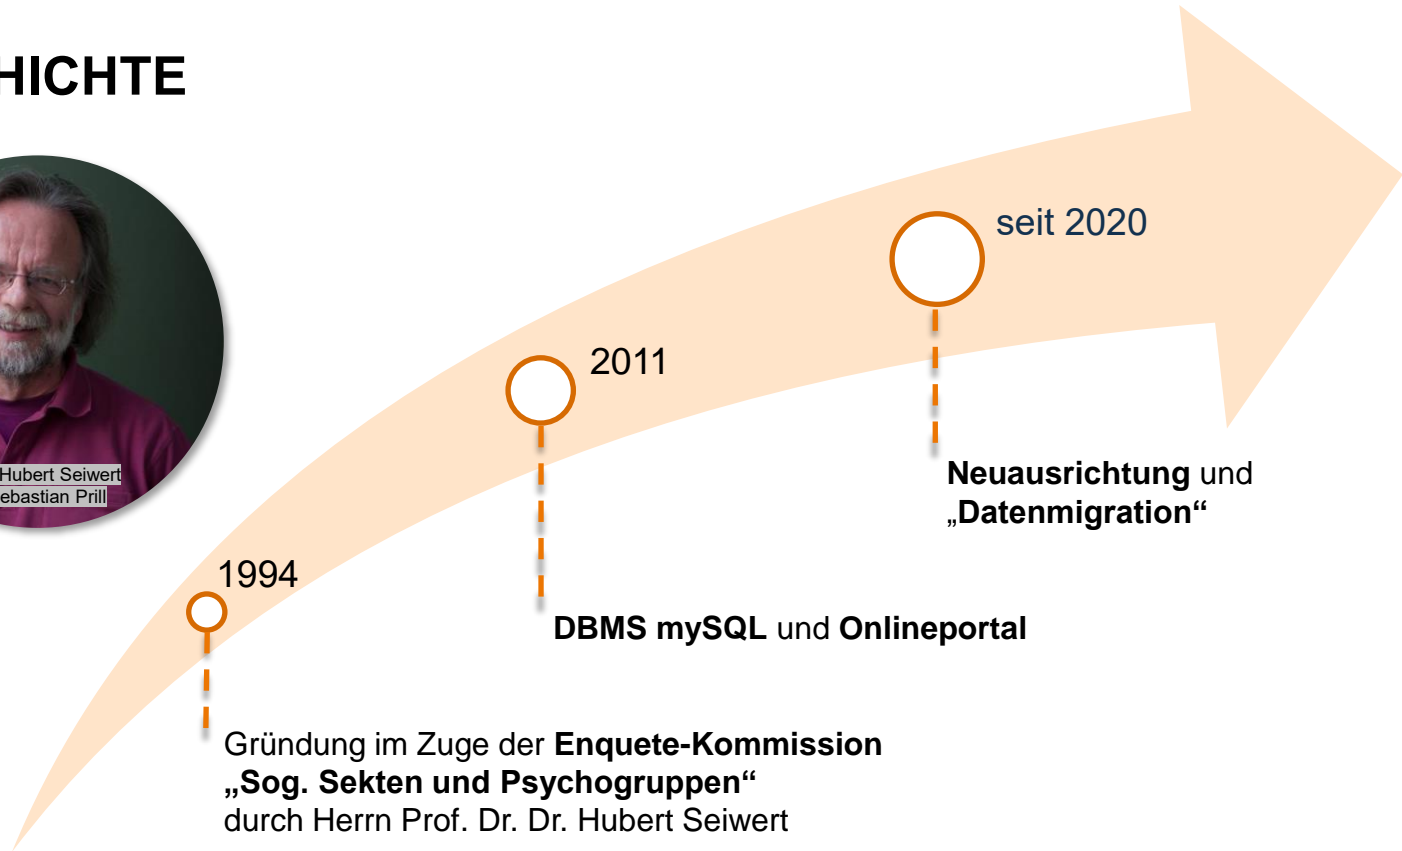 HICHTE
Hubert Seiwert
ebastian Prill
seit 2020
2011
1994
Neuausrichtung und
„Datenmigration“
DBMS mySQL und Onlineportal
Gründung im Zuge der Enquete-Kommission
„Sog. Sekten und Psychogruppen“
durch Herrn Prof. Dr. Dr. Hubert Seiwert